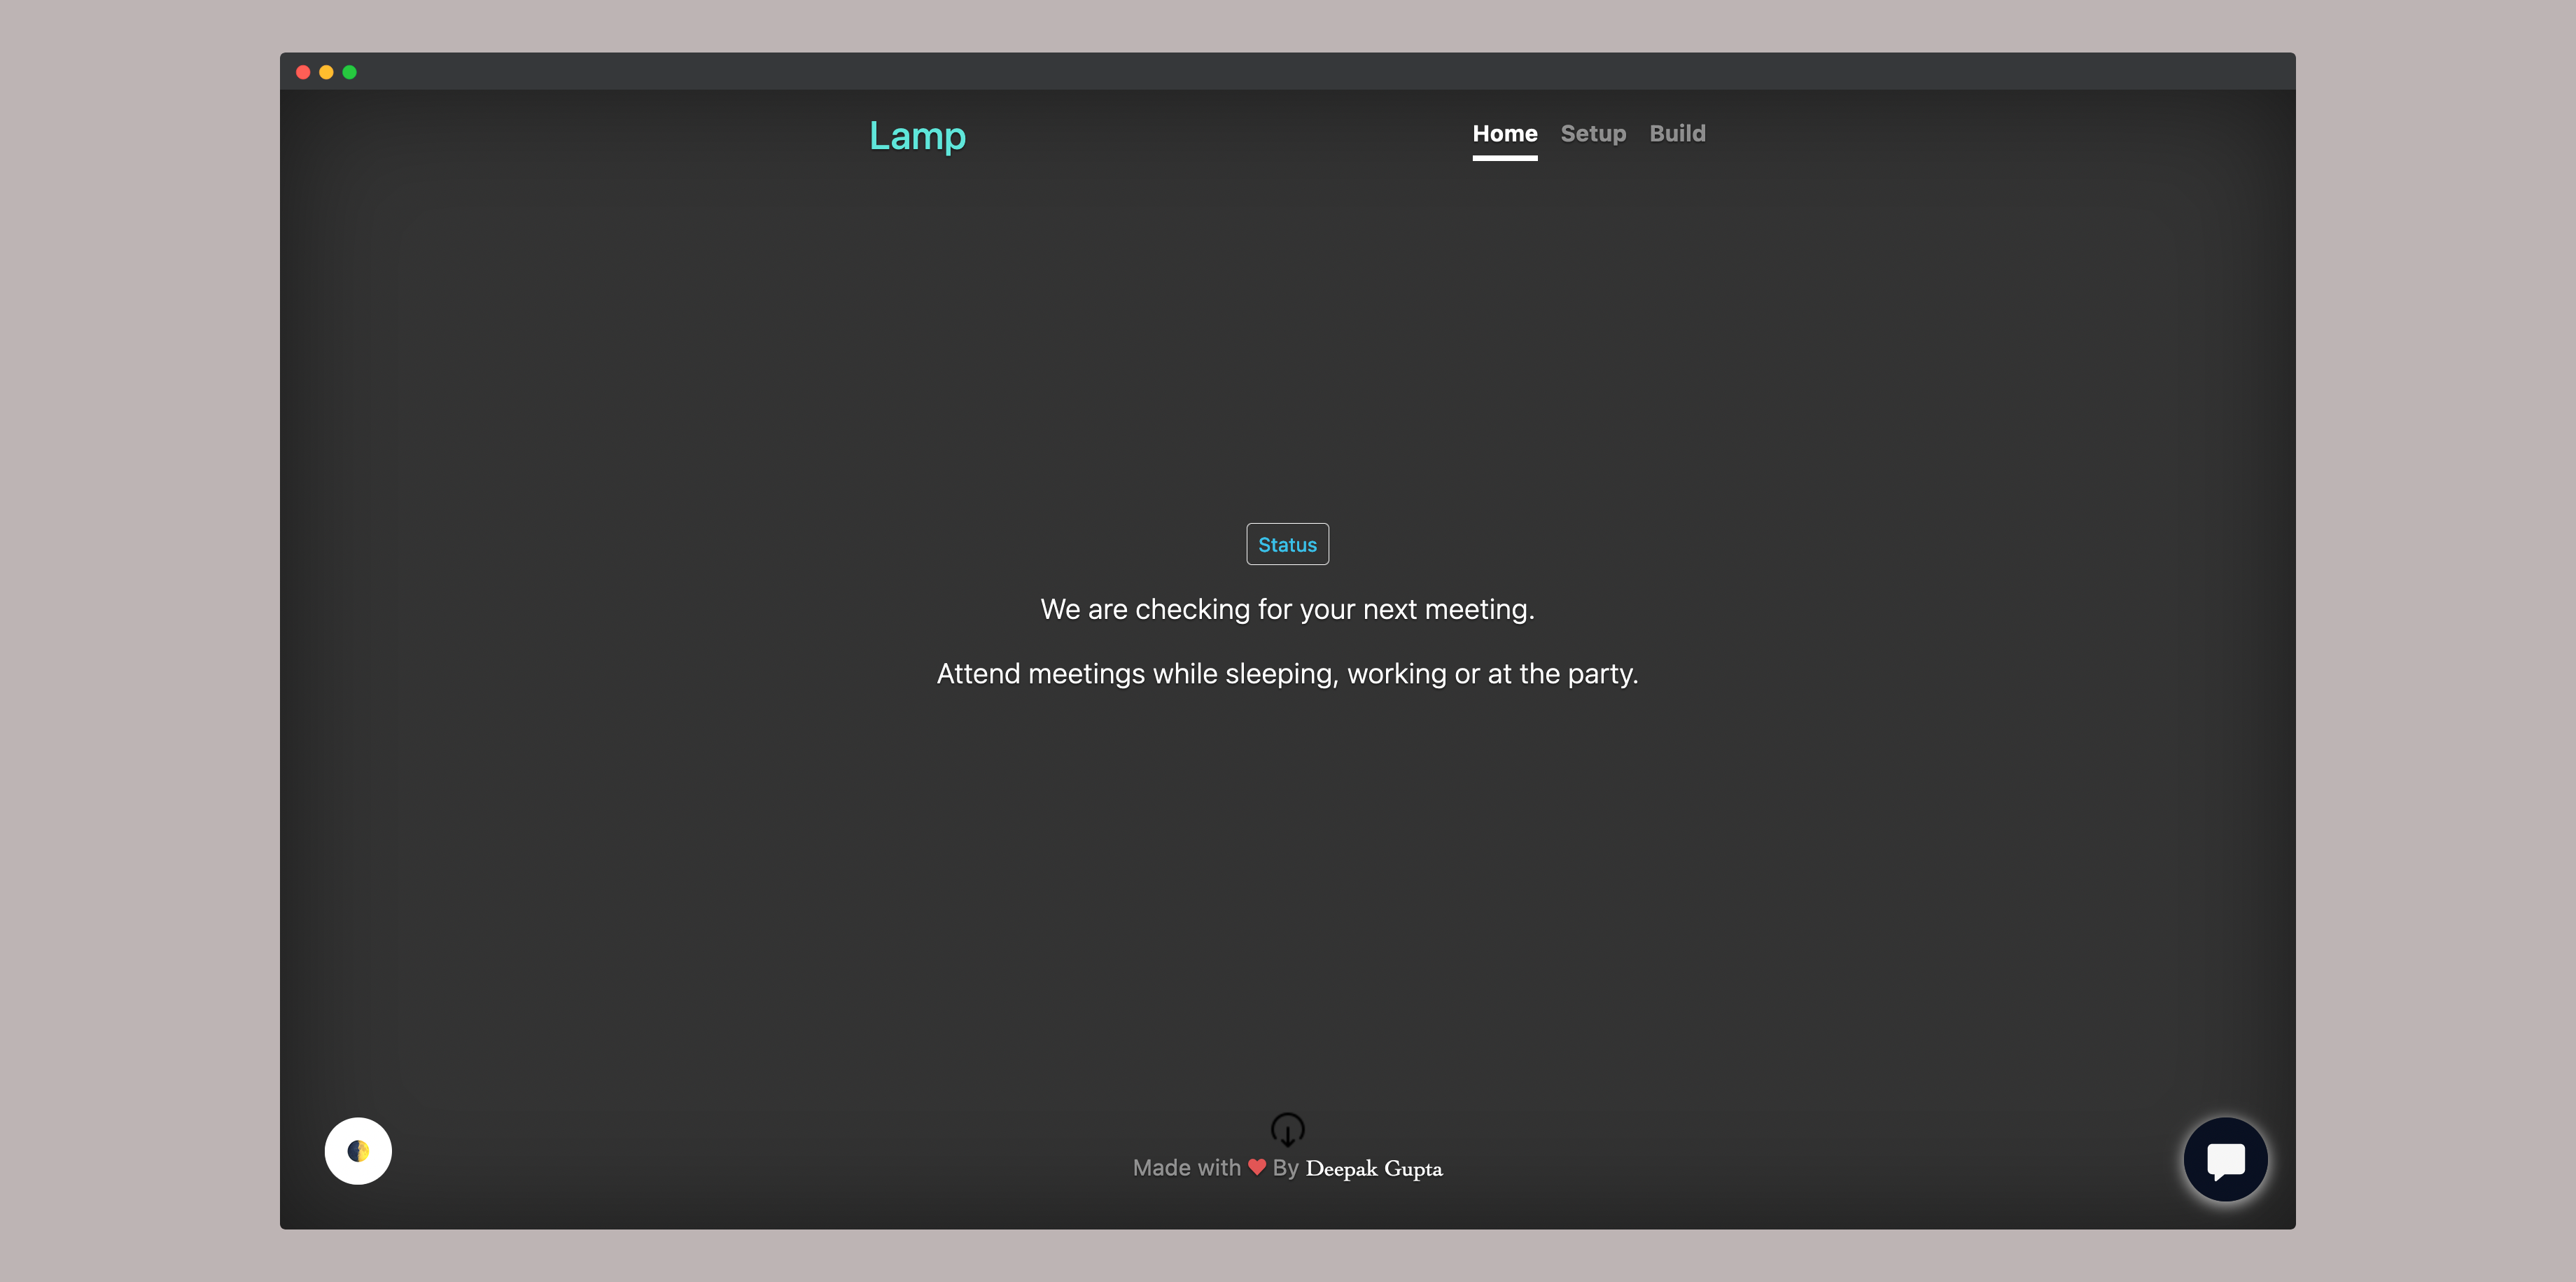 Lamp
Home Setup Build
Status
We are checking for your next meeting.
Attend meetings while sleeping, working or at the party.
Made with ❤ By Deepak Gupta